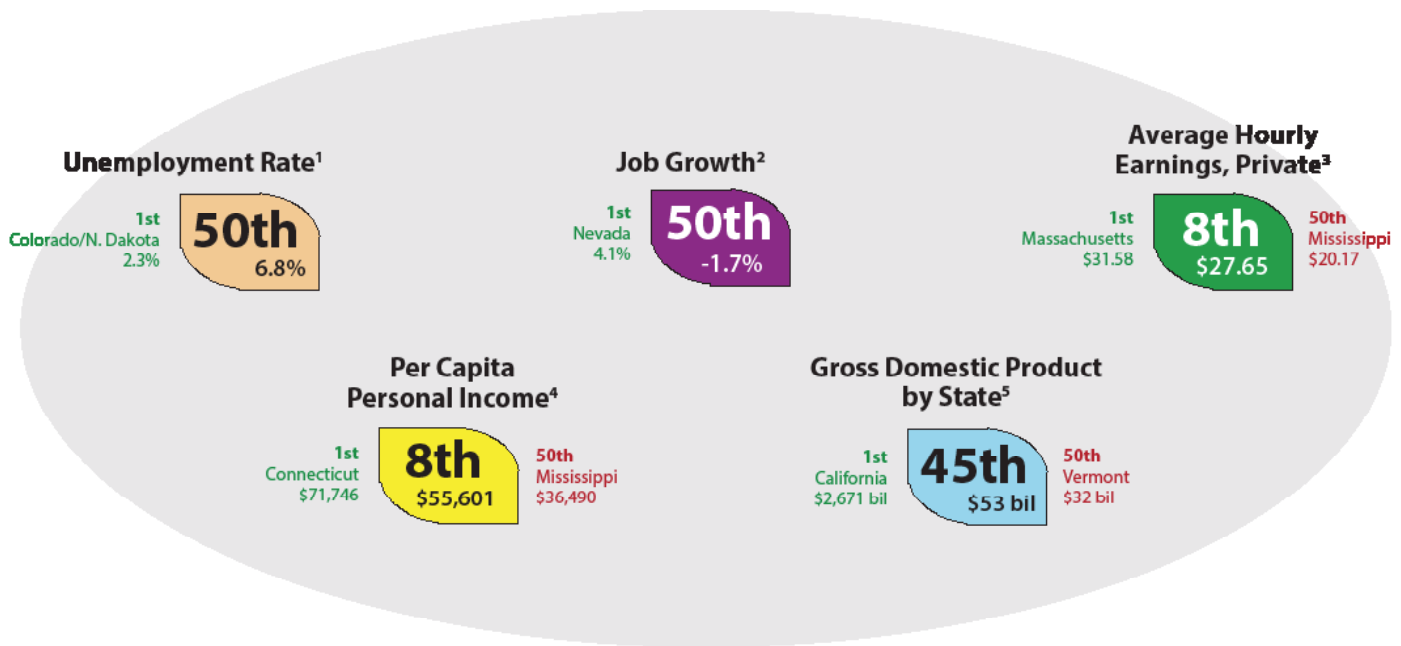 Unemployment Rate¹
1st
Colorado/N. Dakota
2.3%
50th
6.8%
Job Growth²
1st
Nevada
4.1%
50th
-1.7%
Average Hourly
Earnings, Private³
1st
Massachusetts
$31.58
8th
$27.65
50th
Mississippi
$20.17
Per Capita
Personal Income⁴
1st
Connecticut
$71,746
8th
$55,601
50th
Mississippi
$36,490
Gross Domestic Product
by State⁵
1st
California
$2,671 bil
45th
$53 bil
50th
Vermont
$32 bil